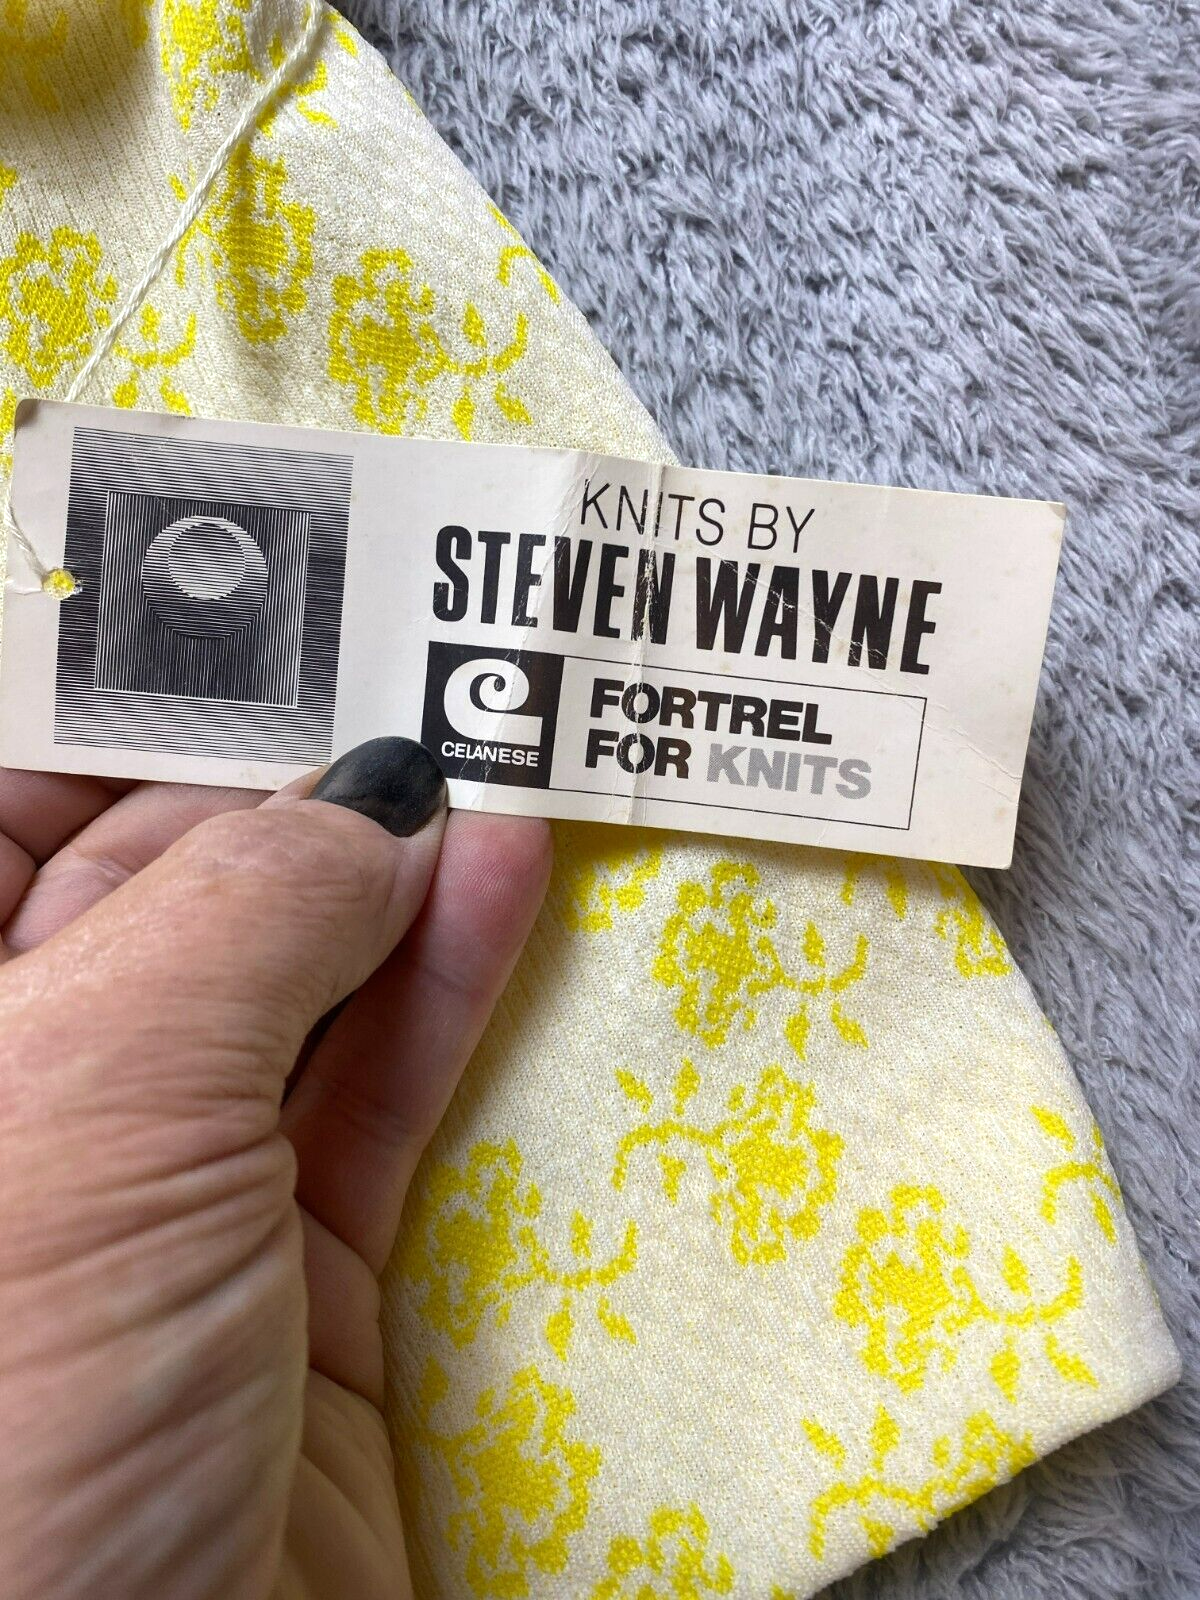 KNITS BY
STEVEN WAYNE
CELANESE
FORTREL
FOR KNITS